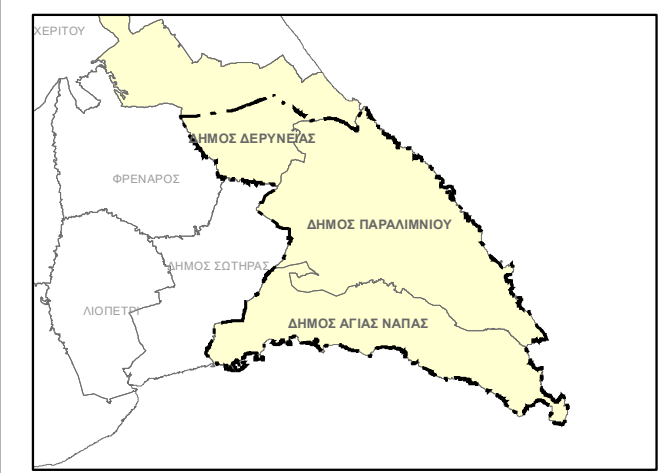 ΧΕΡΙΤΟΥ
ΔΗΜΟΣ ΔΕΡΥΝΕΙΑΣ
ΦΡΕΝΑΡΟΣ
ΔΗΜΟΣ ΠΑΡΑΛΙΜΝΙΟΥ
ΔΗΜΟΣ ΣΩΤΗΡΑΣ
ΛΙΟΠΕΤΡΙ
ΔΗΜΟΣ ΑΓΙΑΣ ΝΑΠΑΣ